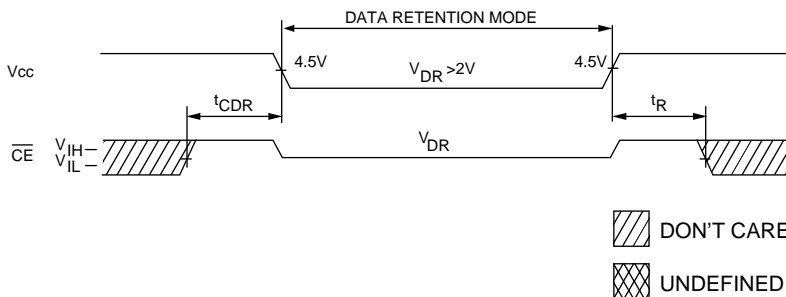 DATA RETENTION MODE
Vcc
4.5V
VDR >2V
4.5V
tCDR
tR
CE
VIH
VIL
VDR
DON'T CARE
UNDEFINED